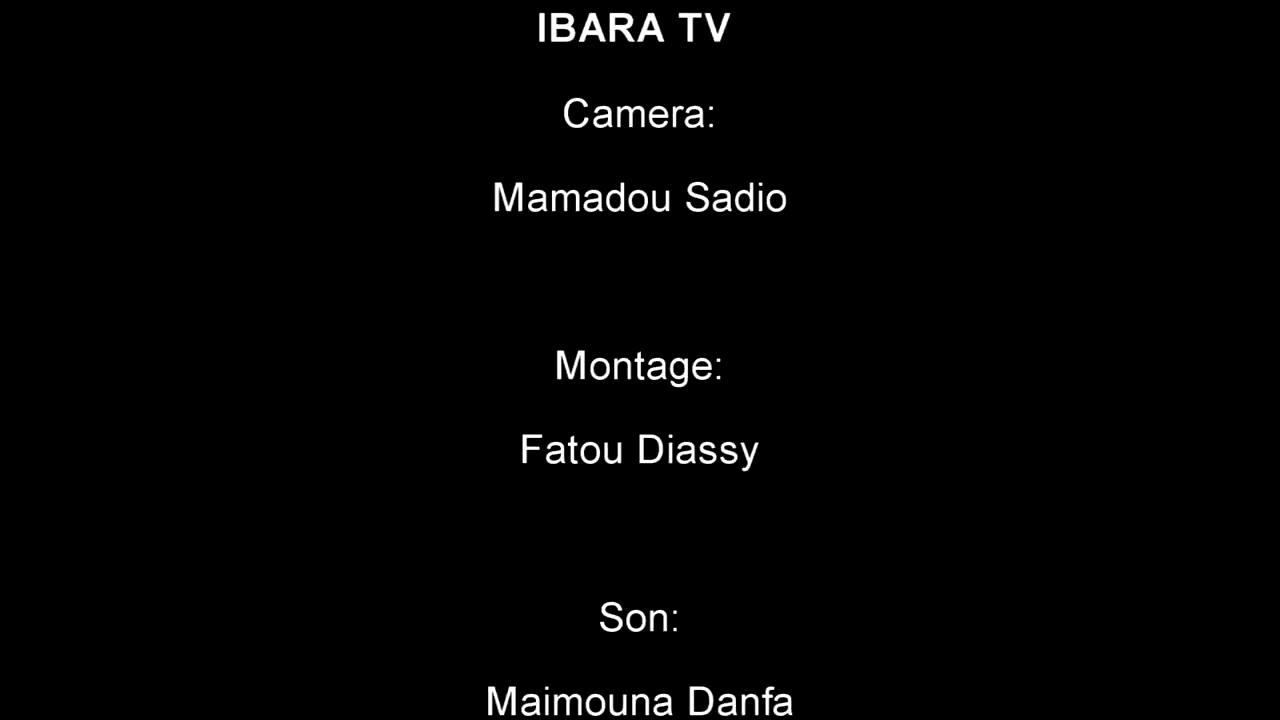 IBARA TV
Camera:
Mamadou Sadio
Montage:
Fatou Diassy
Son:
Maimouna Danfa